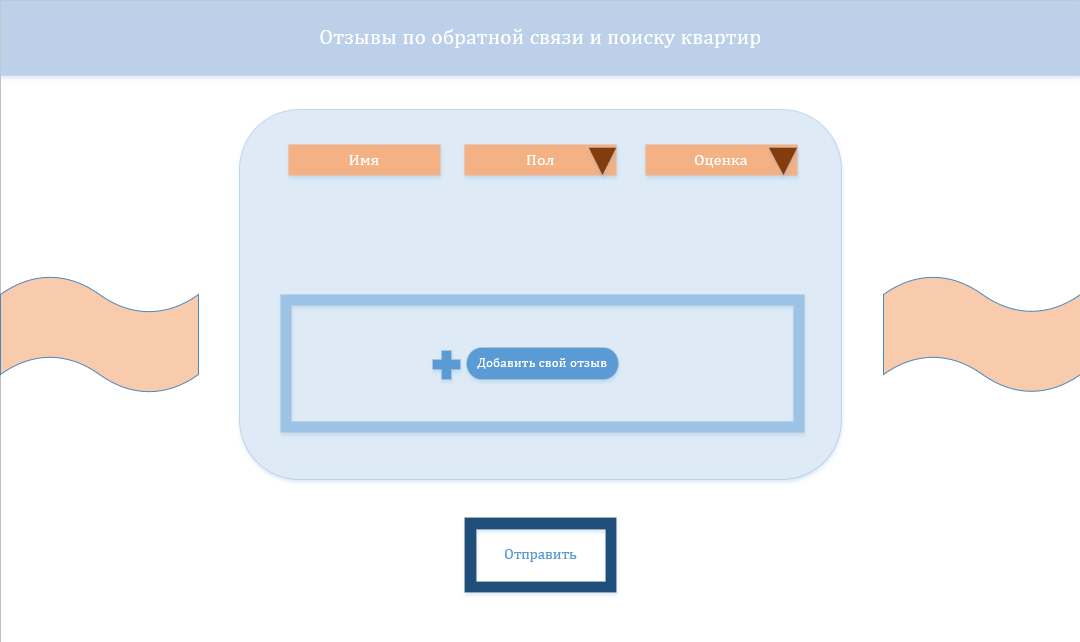 Отзывы по обратной связи и поиску квартир
Имя
Пол
Оценка
Добавить свой отзыв
Отправить